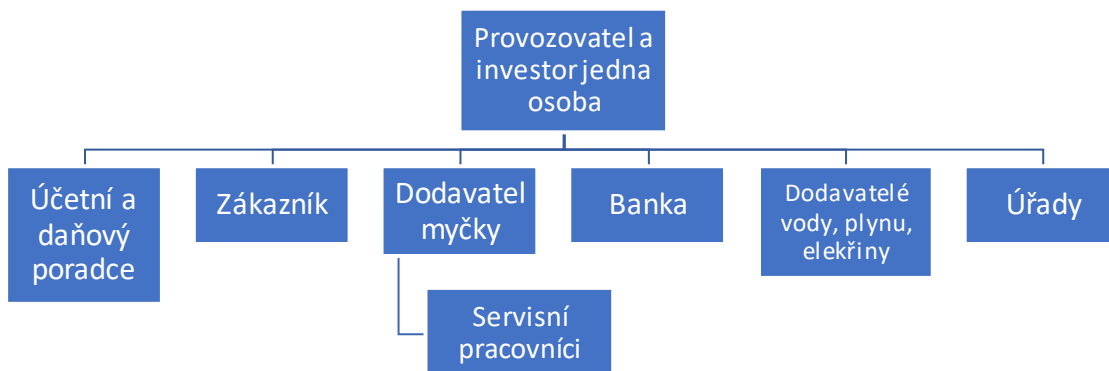 Provozovatel a
investor jedna
osoba
Účetní a
daňový
poradce
Zákazník
Dodavatel
myčky
Banka
Dodavatelé
vody, plynu,
elekřiny
Úřady
Servisní
pracovníci